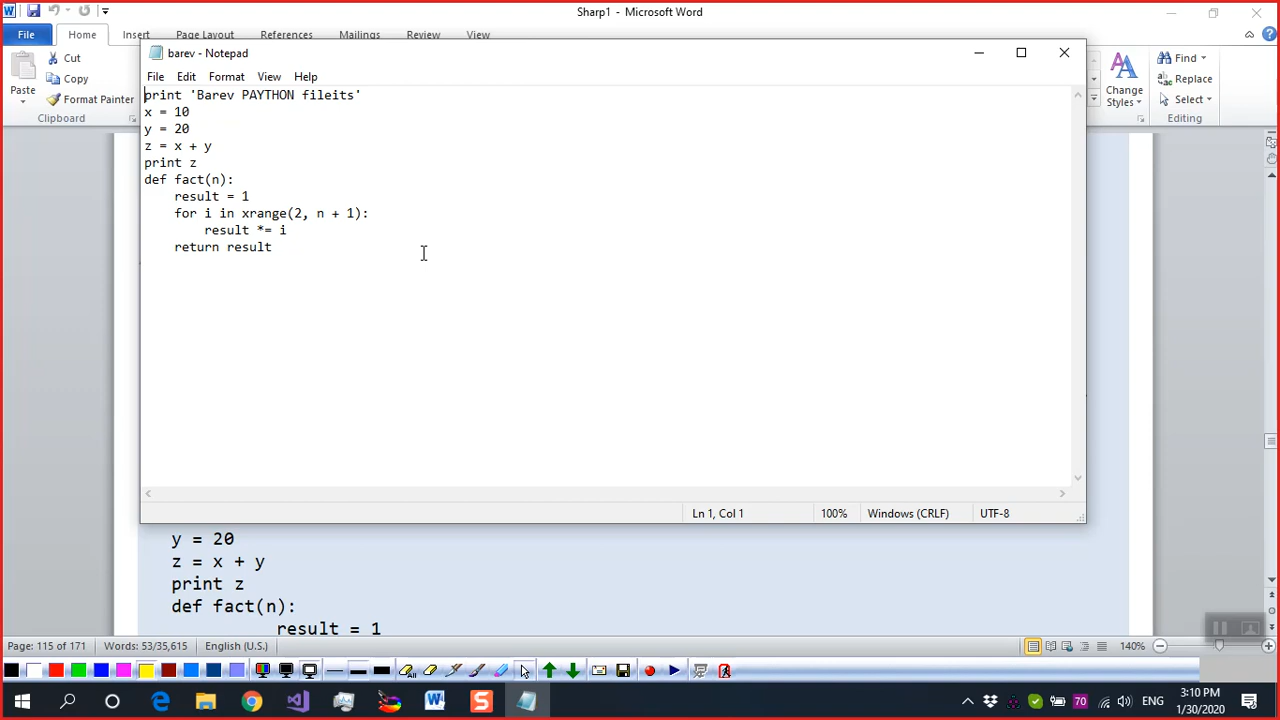 Sharp1 - Microsoft Word
File Home Insert Page Layout References Mailings Review View
Cut
Copy
Format Painter
Paste
Clipboard
Change
Styles
Find
Replace
Select
Editing
barev - Notepad
File Edit Format View Help
print 'Barev PAYTHON fileits'
x = 10
y = 20
z = x + y
print z
def fact(n):
    result = 1
    for i in xrange(2, n + 1):
        result *= i
    return result
Ln 1, Col 1 100% Windows (CRLF) UTF-8
y = 20
z = x + y
print z
def fact(n):
result = 1
Page: 115 of 171 Words: 53/35,615 English (U.S.) 140%
All
70 ENG
3:10 PM
1/30/2020